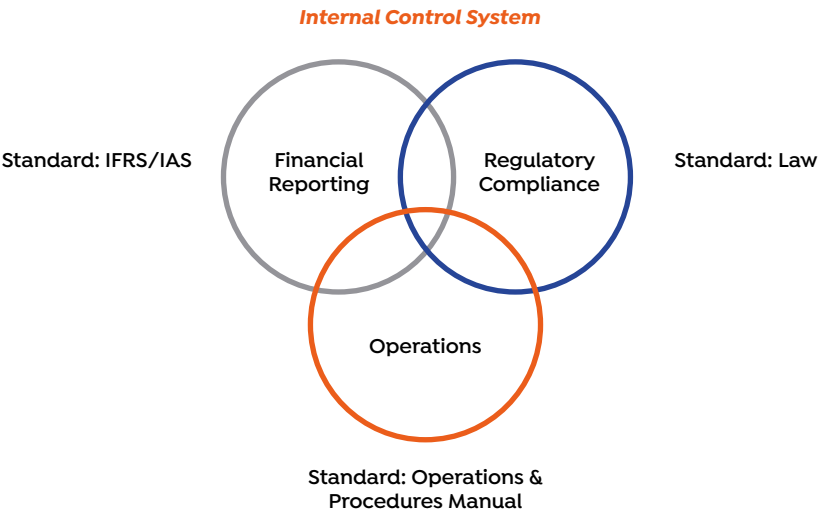 Internal Control System
Standard: IFRS/IAS
Financial
Reporting
Regulatory
Compliance
Standard: Law
Operations
Standard: Operations &
Procedures Manual